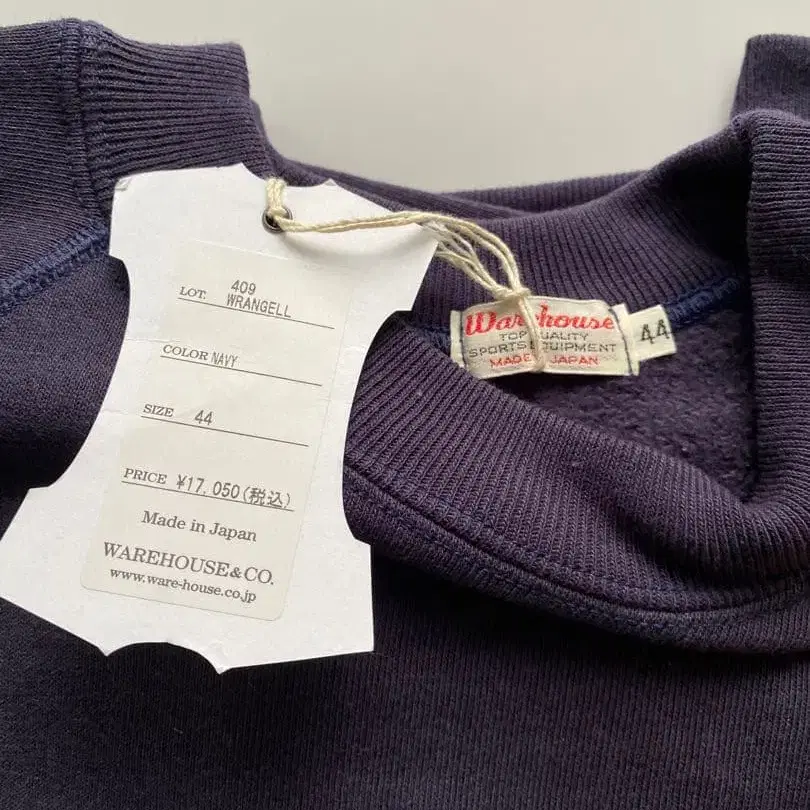 LOT. 409
WRANGELL
COLOR NAVY
SIZE 44
PRICE ¥17,050(税込)
Made in Japan
WAREHOUSE&CO.
www.ware-house.co.jp
Warehouse
TOP QUALITY
SPORTS EQUIPMENT
MADE JAPAN
44